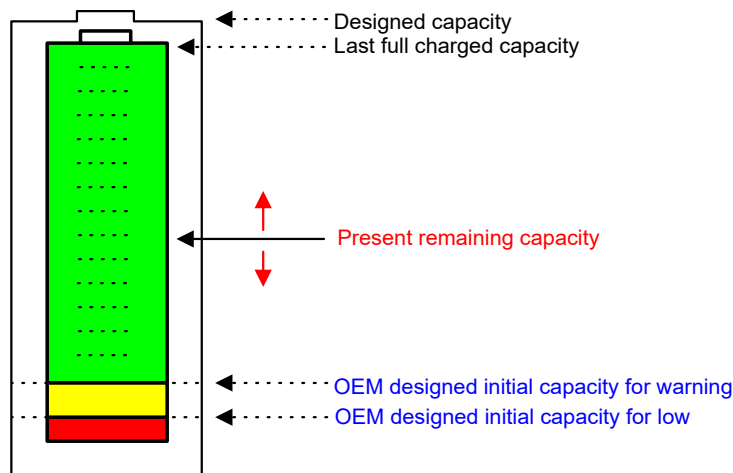 Designed capacity
Last full charged capacity
Present remaining capacity
OEM designed initial capacity for warning
OEM designed initial capacity for low